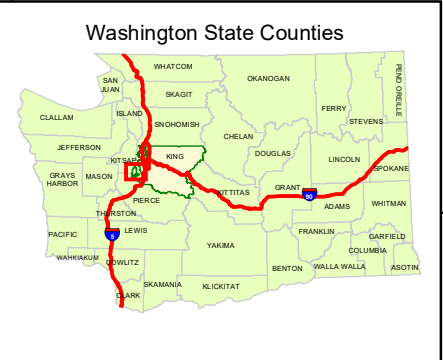 Washington State Counties
WHATCOM
OKANOGAN
PEND OREILLE
SAN
JUAN
SKAGIT
FERRY
STEVENS
ISLAND
CLALLAM
SNOHOMISH
CHELAN
JEFFERSON
KITSAP
KING
DOUGLAS
LINCOLN
SPOKANE
GRAYS
HARBOR
MASON
KITTITAS
GRANT
90
PIERCE
ADAMS
WHITMAN
THURSTON
PACIFIC
5
LEWIS
YAKIMA
FRANKLIN
GARFIELD
COLUMBIA
WAHKIAKUM
COWLITZ
BENTON
WALLA WALLA
ASOTIN
SKAMANIA
KLICKITAT
CLARK